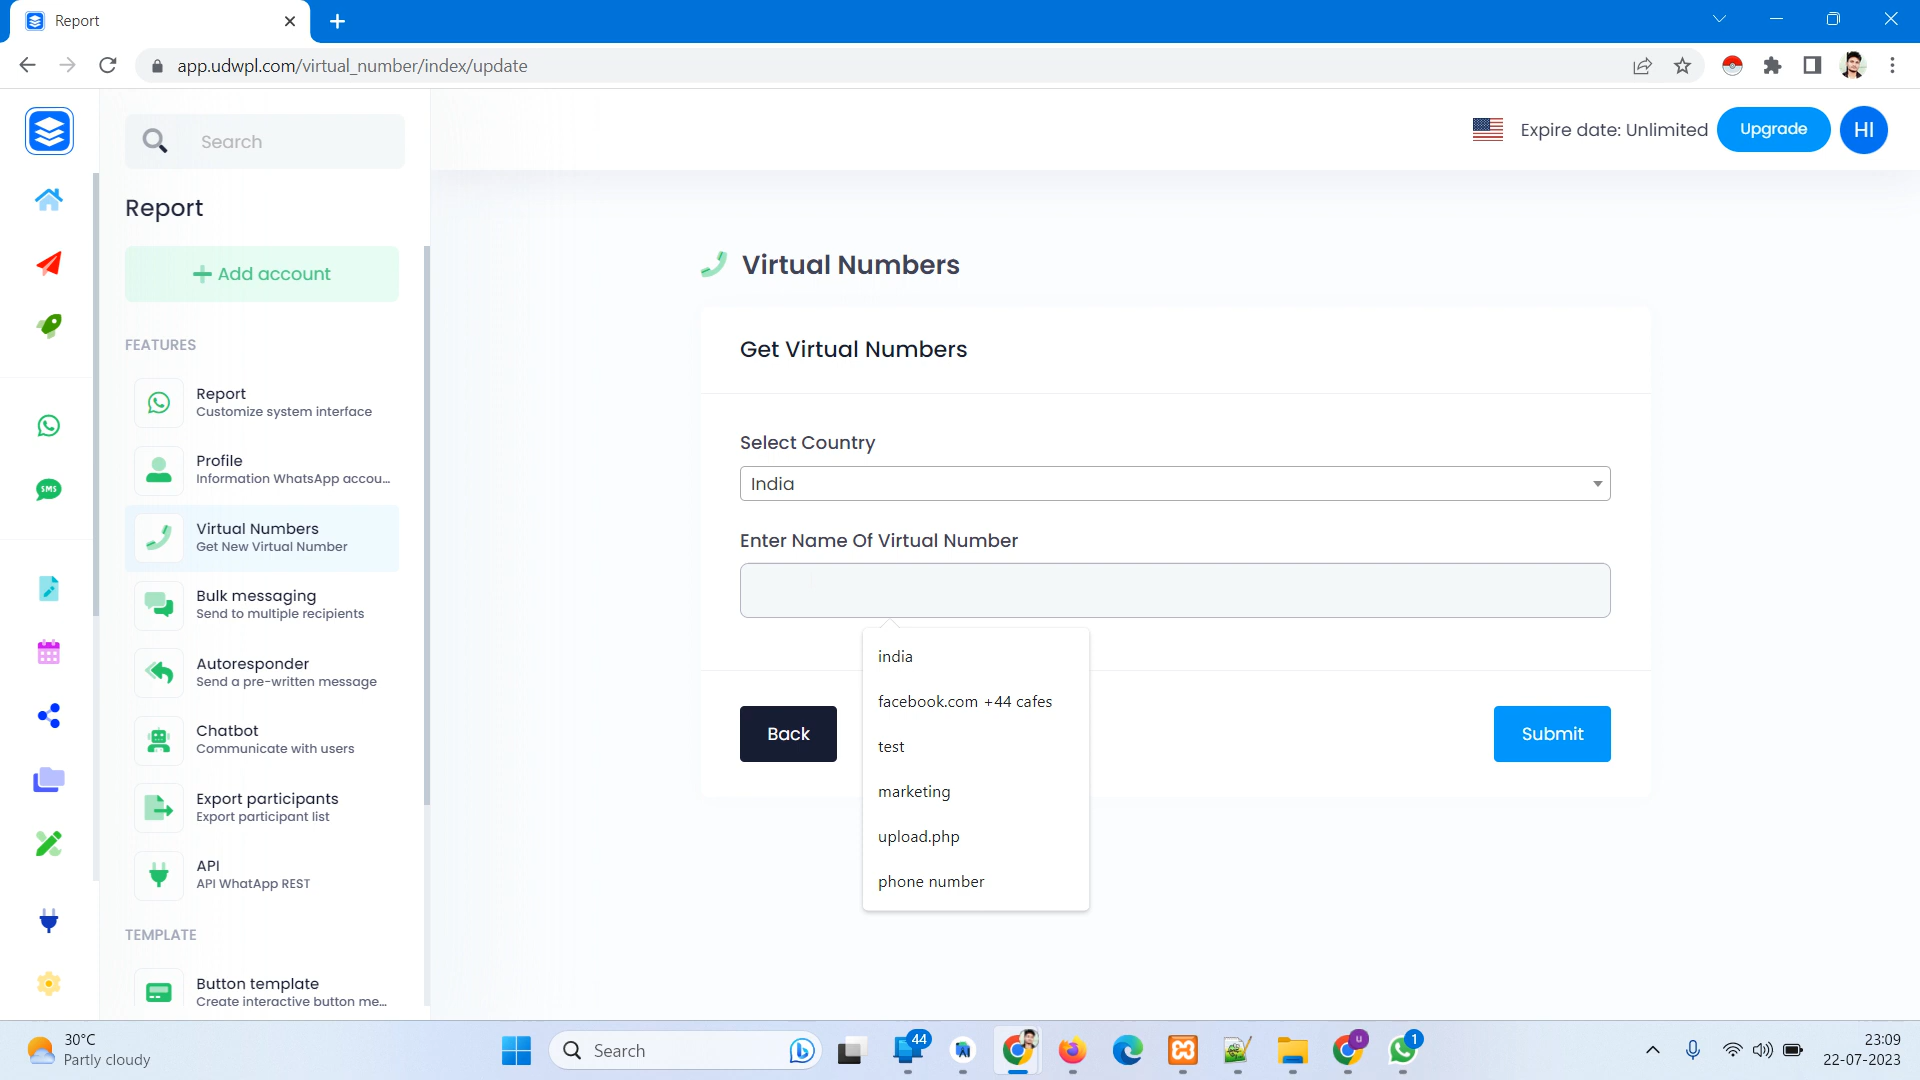 Report
app.udwpl.com/virtual_number/index/update
Search
Expire date: Unlimited
Upgrade
HI
Report
Add account
FEATURES
Report
Customize system interface
Profile
Information WhatsApp accou...
Virtual Numbers
Get New Virtual Number
Bulk messaging
Send to multiple recipients
Autoresponder
Send a pre-written message
Chatbot
Communicate with users
Export participants
Export participant list
API
API WhatApp REST
TEMPLATE
Button template
Create interactive button me...
SMS
Virtual Numbers
Get Virtual Numbers
Select Country
India
Enter Name Of Virtual Number
india
facebook.com +44 cafes
test
marketing
upload.php
phone number
Back
Submit
30°C
Partly cloudy
Search
44
u
1
23:09
22-07-2023